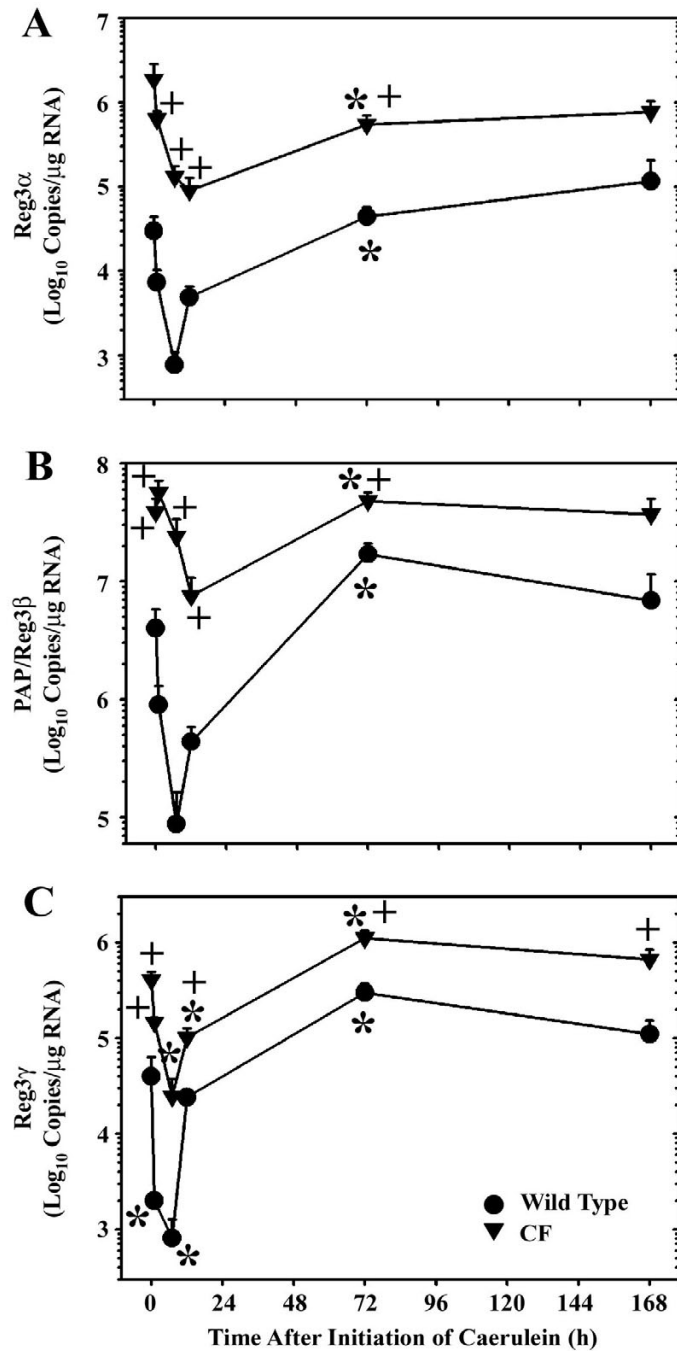 A
7
6
5
4
3
Reg3α
(Log₁₀ Copies/µg RNA)
+
+
+
* +
*
B
8
7
6
5
PAP/Reg3β
(Log₁₀ Copies/µg RNA)
+
+
+
+
* +
*
C
6
5
4
3
Reg3γ
(Log₁₀ Copies/µg RNA)
+
+
+
*
*
*
*
* +
*
+
Wild Type
CF
0 24 48 72 96 120 144 168
Time After Initiation of Caerulein (h)